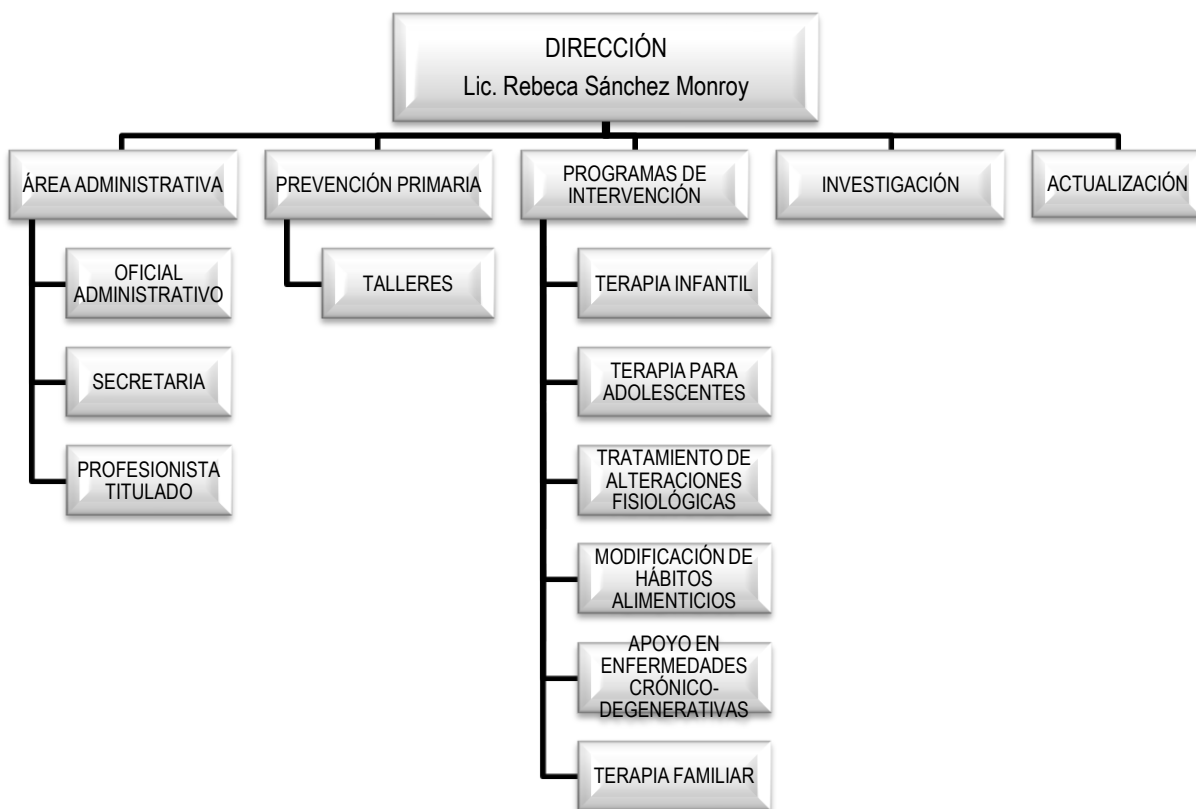 DIRECCIÓN
Lic. Rebeca Sánchez Monroy
ÁREA ADMINISTRATIVA
PREVENCIÓN PRIMARIA
PROGRAMAS DE
INTERVENCIÓN
INVESTIGACIÓN
ACTUALIZACIÓN
OFICIAL
ADMINISTRATIVO
SECRETARIA
PROFESIONISTA
TITULADO
TALLERES
TERAPIA INFANTIL
TERAPIA PARA
ADOLESCENTES
TRATAMIENTO DE
ALTERACIONES
FISIOLÓGICAS
MODIFICACIÓN DE
HÁBITOS
ALIMENTICIOS
APOYO EN
ENFERMEDADES
CRÓNICO-
DEGENERATIVAS
TERAPIA FAMILIAR